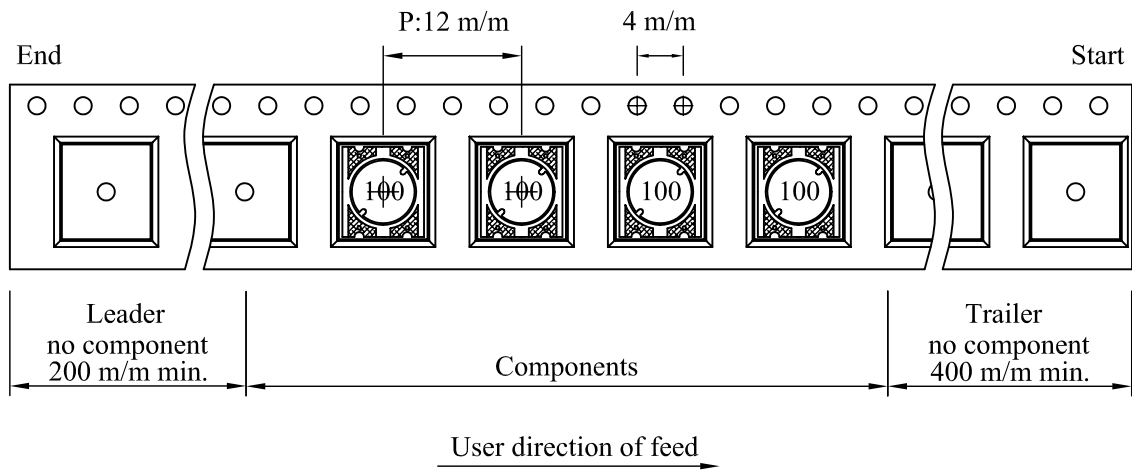 P:12 m/m
4 m/m
End
Start
100
100
100
100
Leader
no component
200 m/m min.
Components
Trailer
no component
400 m/m min.
User direction of feed